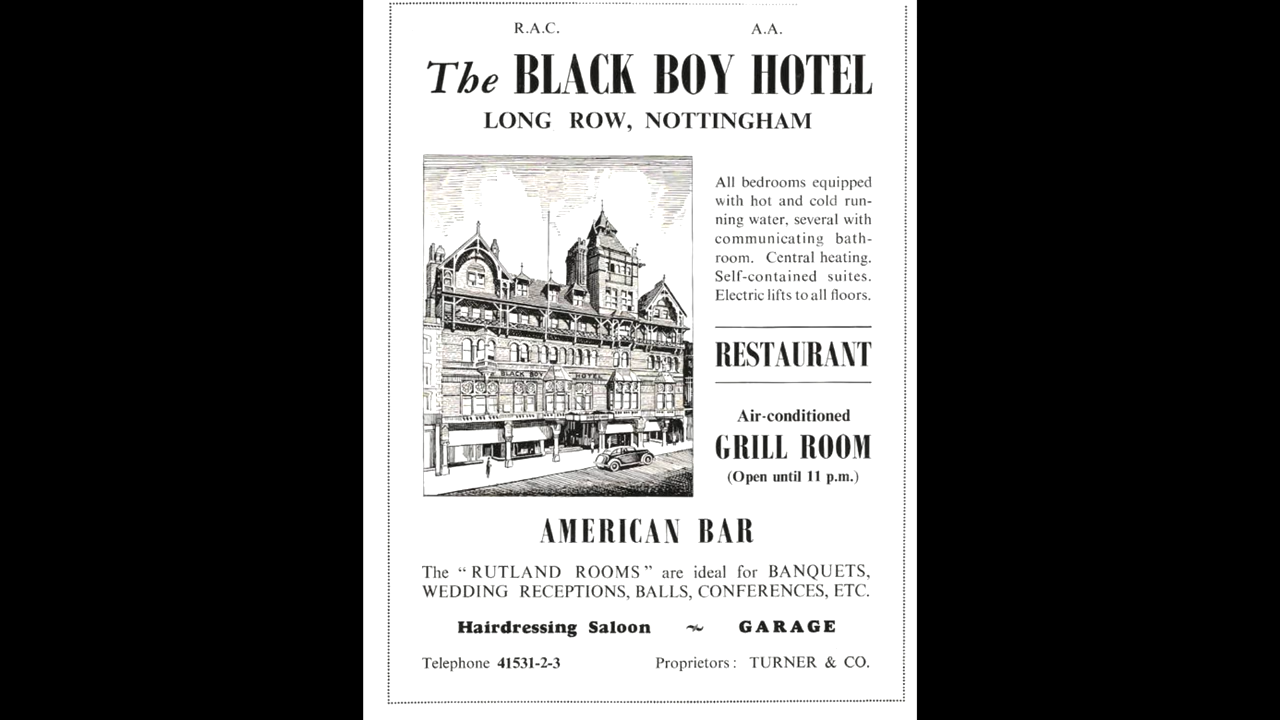 R.A.C. A.A.
The BLACK BOY HOTEL
LONG ROW, NOTTINGHAM
All bedrooms equipped
with hot and cold run-
ning water, several with
communicating bath-
room. Central heating.
Self-contained suites.
Electric lifts to all floors.
RESTAURANT
BLACK BOY HOTEL
Air-conditioned
GRILL ROOM
(Open until 11 p.m.)
AMERICAN BAR
The “RUTLAND ROOMS” are ideal for BANQUETS,
WEDDING RECEPTIONS, BALLS, CONFERENCES, ETC.
Hairdressing Saloon ~ GARAGE
Telephone 41531-2-3 Proprietors: TURNER & CO.